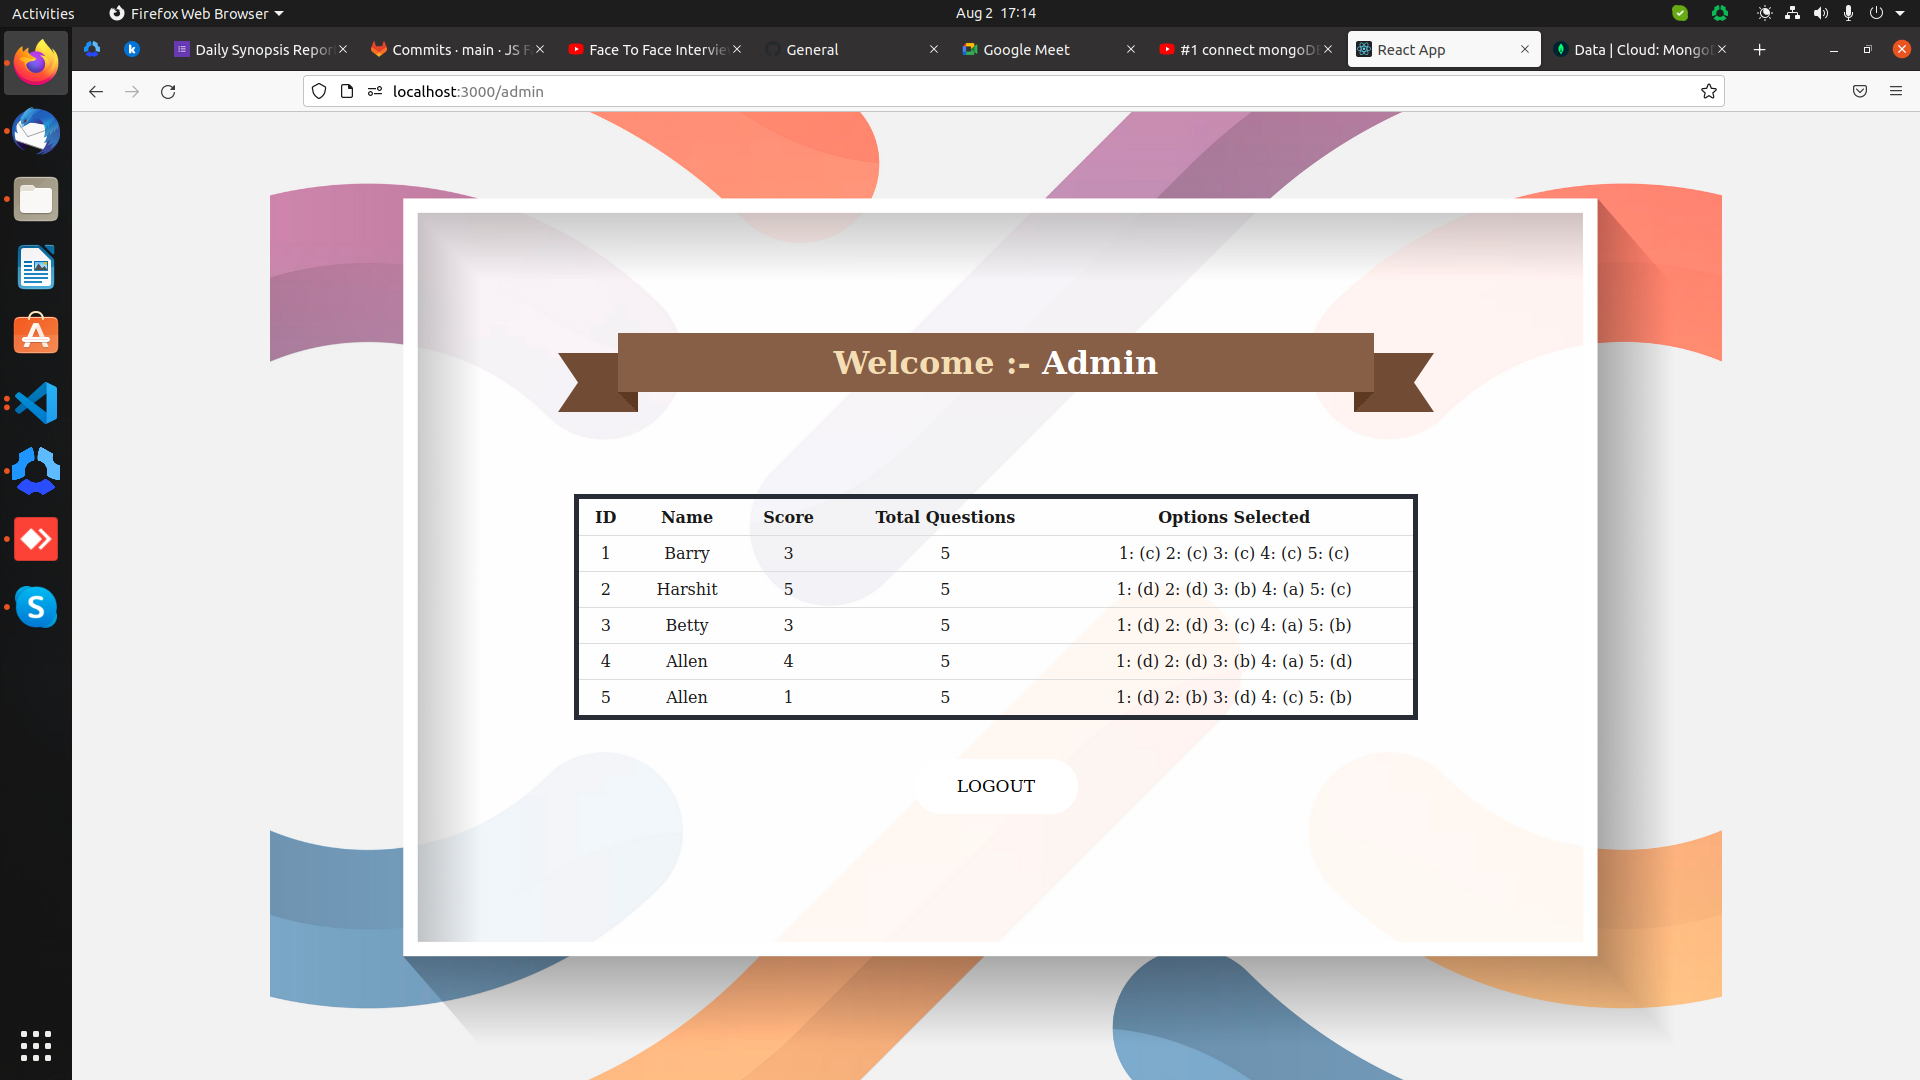 Activities Firefox Web Browser Aug 2 17:14
Daily Synopsis Repor Commits · main · JS F Face To Face Intervie General Google Meet #1 connect mongoDB React App Data | Cloud: Mongo
localhost:3000/admin
Welcome :- Admin
ID Name Score Total Questions Options Selected
1 Barry 3 5 1: (c) 2: (c) 3: (c) 4: (c) 5: (c)
2 Harshit 5 5 1: (d) 2: (d) 3: (b) 4: (a) 5: (c)
3 Betty 3 5 1: (d) 2: (d) 3: (c) 4: (a) 5: (b)
4 Allen 4 5 1: (d) 2: (d) 3: (b) 4: (a) 5: (d)
5 Allen 1 5 1: (d) 2: (b) 3: (d) 4: (c) 5: (b)
LOGOUT